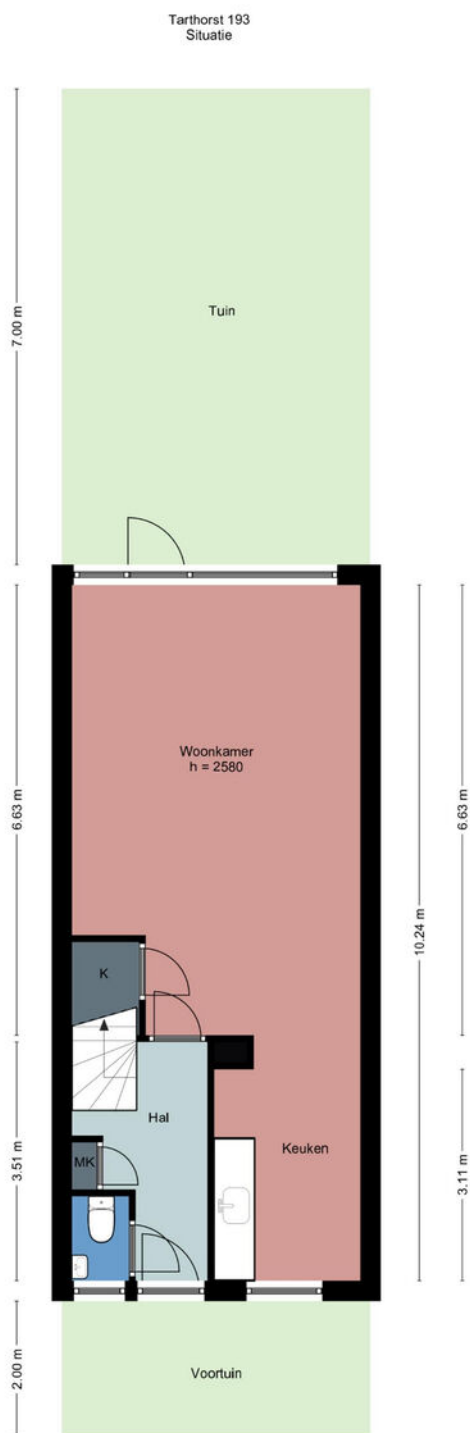 Tarthorst 193
Situatie
7.00 m
Tuin
Woonkamer
h = 2580
6.63 m
6.63 m
10.24 m
K
Hal
Keuken
MK
3.51 m
3.11 m
2.00 m
Voortuin